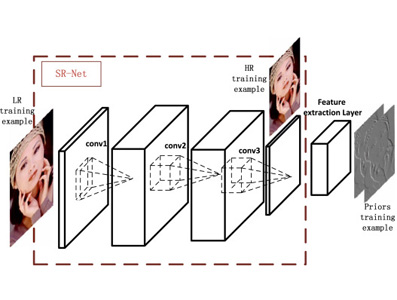 SR-Net
LR
training
example
conv1
conv2
conv3
HR
training
example
Feature
extraction Layer
Priors
training
example